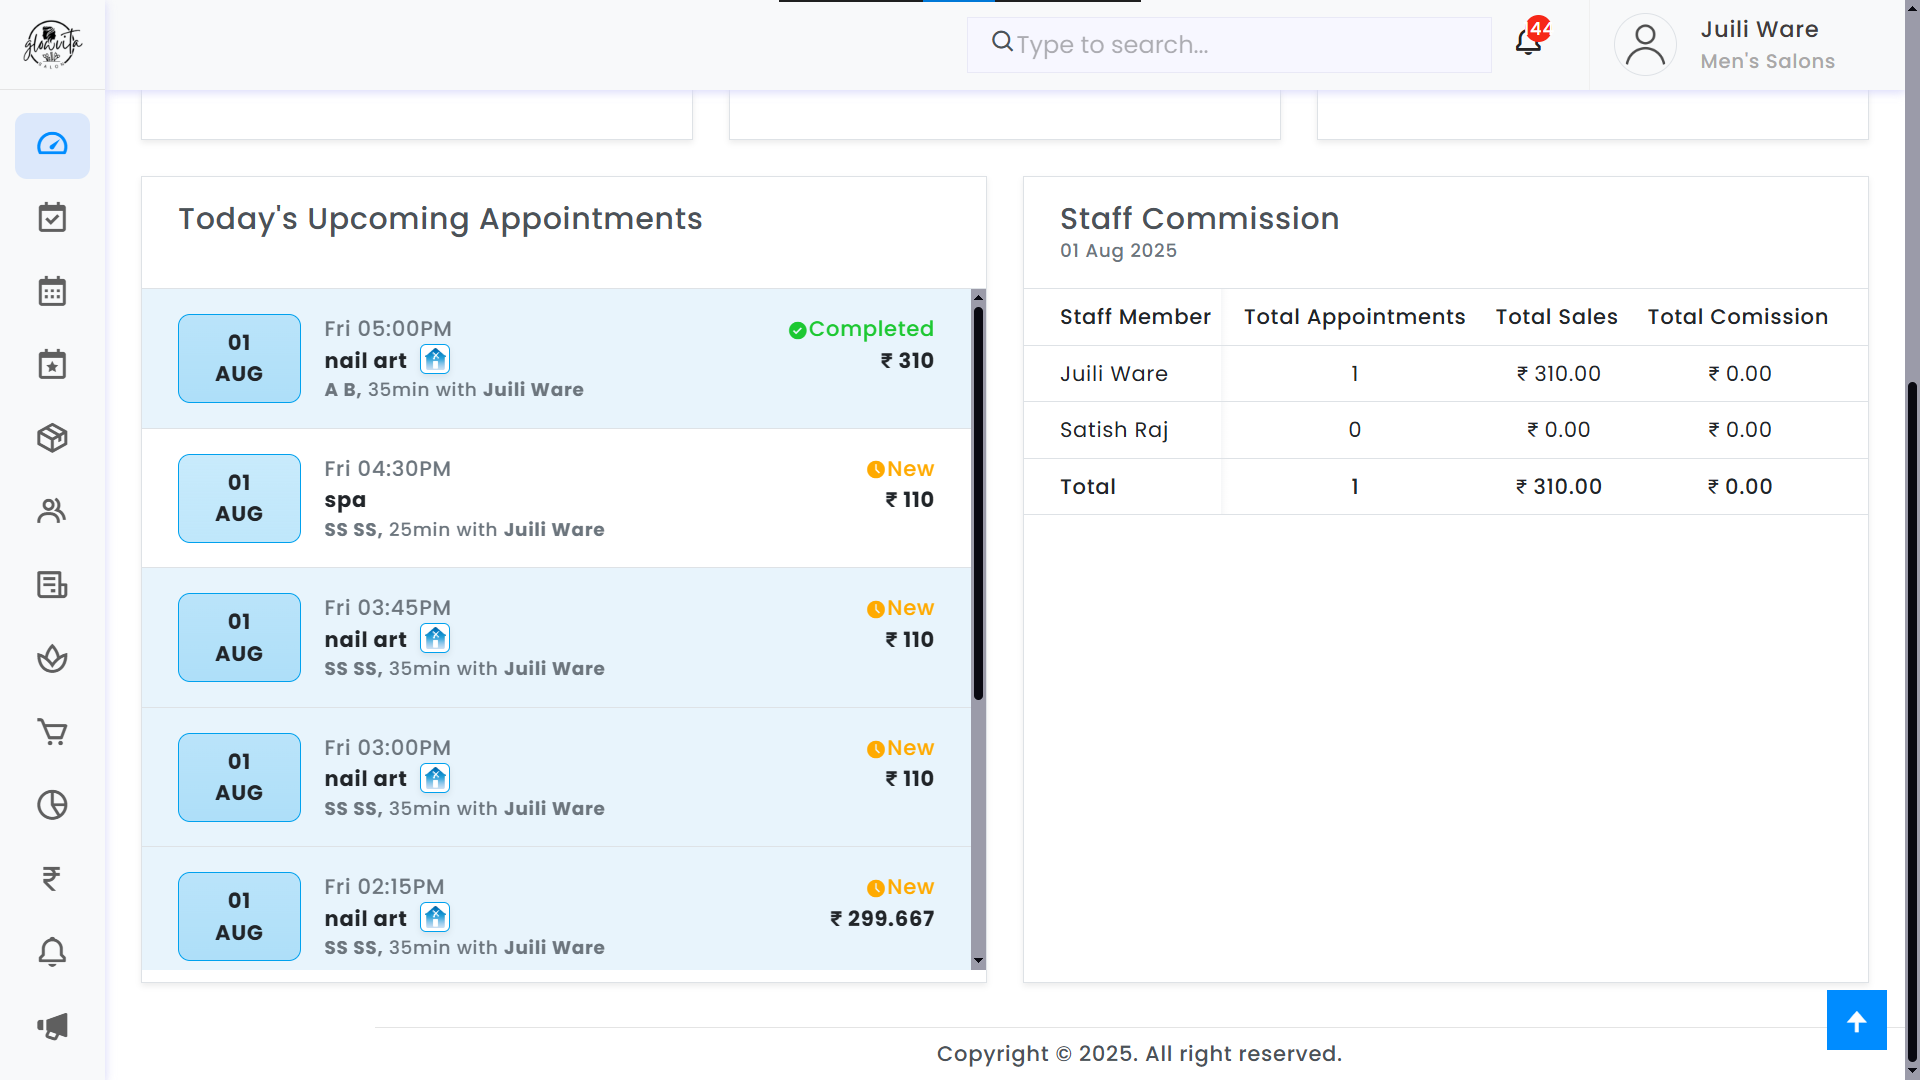 glowvita
SALON
Type to search...
44
Juili Ware
Men's Salons
Today's Upcoming Appointments
01
AUG
Fri 05:00PM
Completed
nail art
₹ 310
A B, 35min with Juili Ware
01
AUG
Fri 04:30PM
New
spa
₹ 110
SS SS, 25min with Juili Ware
01
AUG
Fri 03:45PM
New
nail art
₹ 110
SS SS, 35min with Juili Ware
01
AUG
Fri 03:00PM
New
nail art
₹ 110
SS SS, 35min with Juili Ware
01
AUG
Fri 02:15PM
New
nail art
₹ 299.667
SS SS, 35min with Juili Ware
Staff Commission
01 Aug 2025
Staff Member Total Appointments Total Sales Total Comission
Juili Ware 1 ₹ 310.00 ₹ 0.00
Satish Raj 0 ₹ 0.00 ₹ 0.00
Total 1 ₹ 310.00 ₹ 0.00
Copyright © 2025. All right reserved.